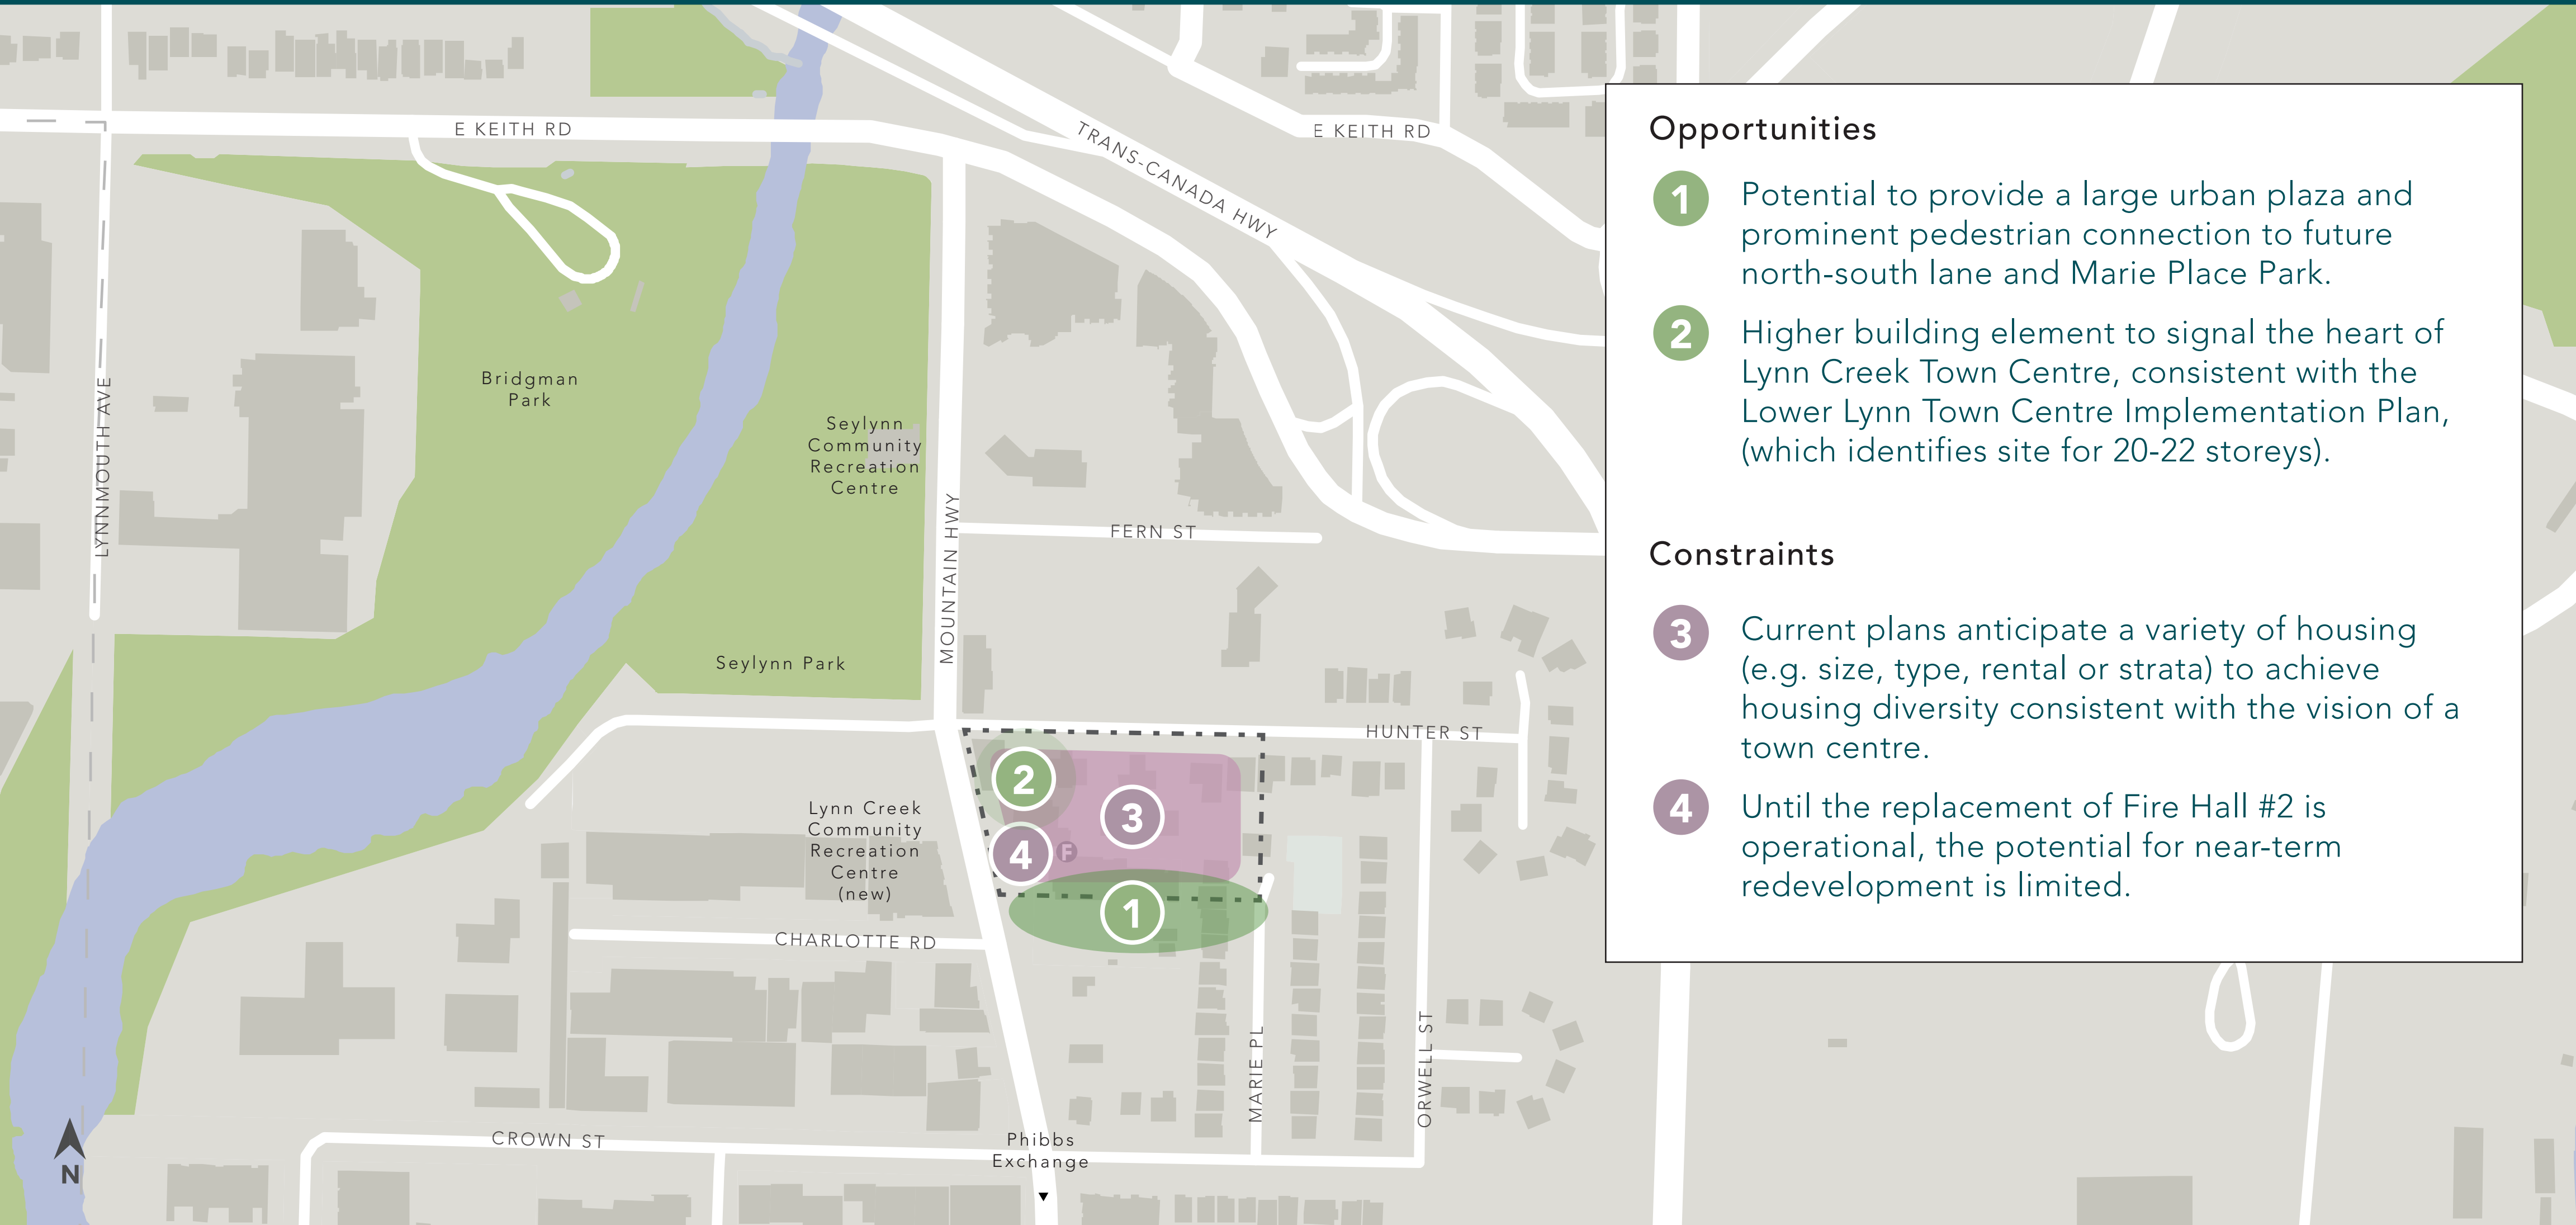 E KEITH RD
TRANS-CANADA HWY
E KEITH RD
LYNNMOUTH AVE
Bridgman
Park
Seylynn
Community
Recreation
Centre
MOUNTAIN HWY
FERN ST
Seylynn Park
HUNTER ST
Lynn Creek
Community
Recreation
Centre
(new)
2
3
4
F
1
CHARLOTTE RD
MARIE PL
ORWELL ST
CROWN ST
Phibbs
Exchange
N
Opportunities
1
Potential to provide a large urban plaza and
prominent pedestrian connection to future
north-south lane and Marie Place Park.
2
Higher building element to signal the heart of
Lynn Creek Town Centre, consistent with the
Lower Lynn Town Centre Implementation Plan,
(which identifies site for 20-22 storeys).
Constraints
3
Current plans anticipate a variety of housing
(e.g. size, type, rental or strata) to achieve
housing diversity consistent with the vision of a
town centre.
4
Until the replacement of Fire Hall #2 is
operational, the potential for near-term
redevelopment is limited.